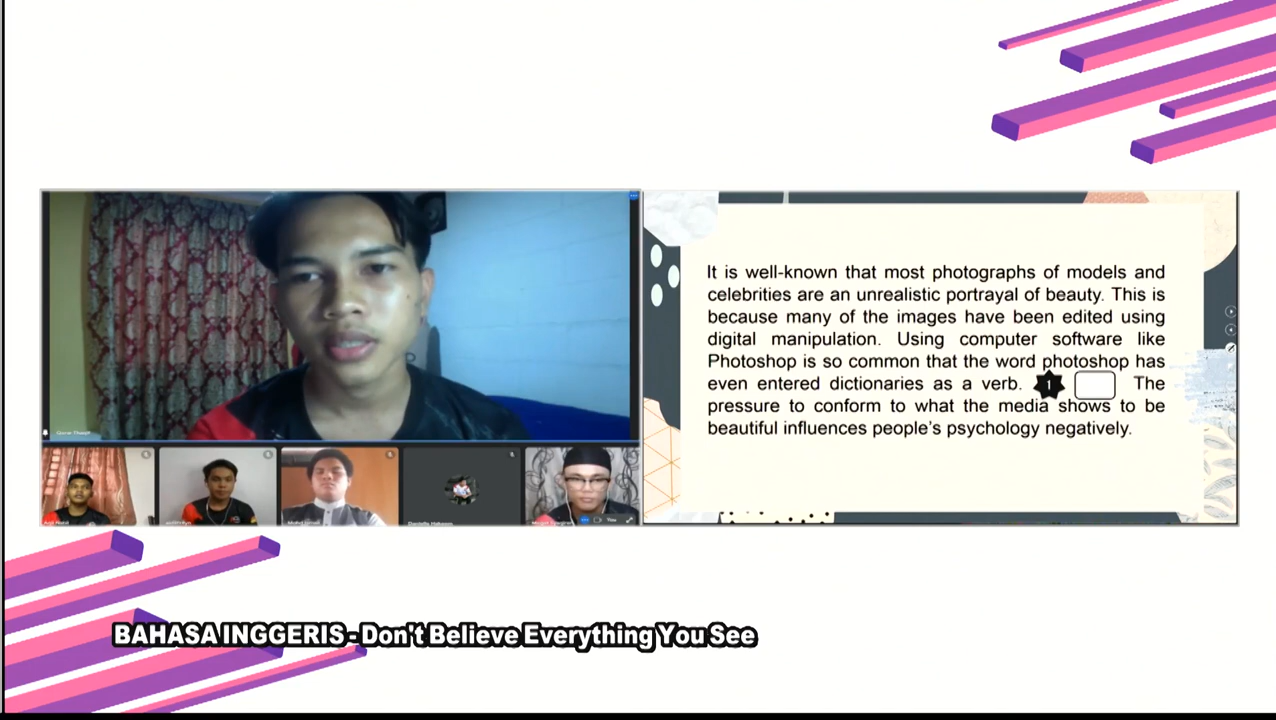 It is well-known that most photographs of models and
celebrities are an unrealistic portrayal of beauty. This is
because many of the images have been edited using
digital manipulation. Using computer software like
Photoshop is so common that the word photoshop has
even entered dictionaries as a verb. 1 The
pressure to conform to what the media shows to be
beautiful influences people's psychology negatively.
You
BAHASA INGGERIS - Don't Believe Everything You See